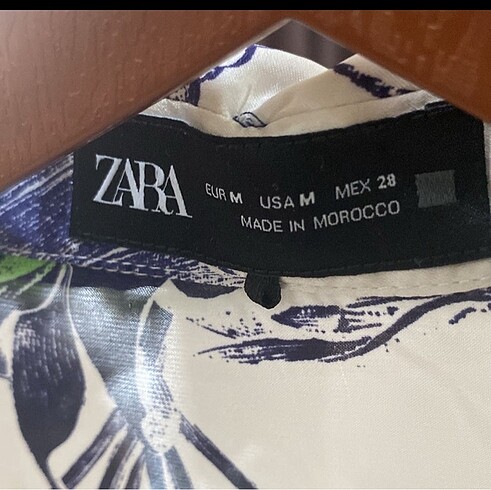 ZARA
EUR M USA M MEX 28
MADE IN MOROCCO